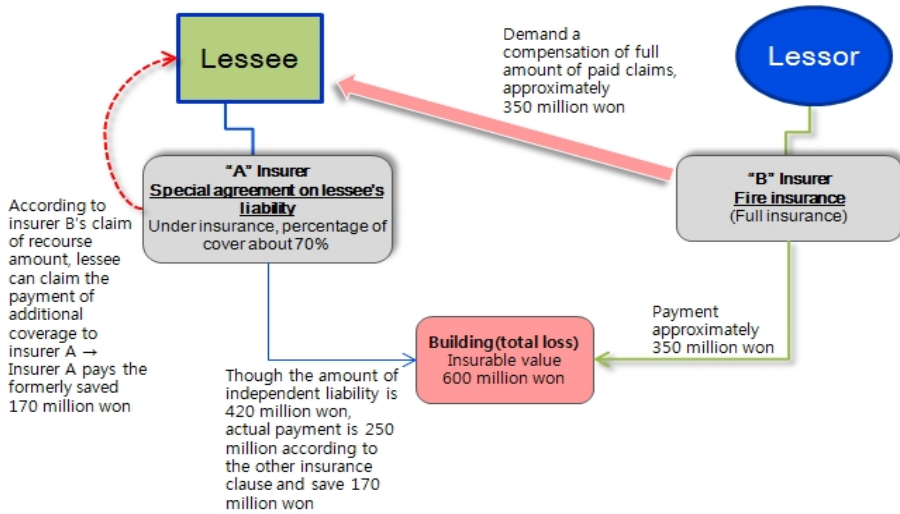 Lessee
Demand a
compensation of full
amount of paid claims,
approximately
350 million won
Lessor
"A" Insurer
Special agreement on lessee's
liability
Under insurance, percentage of
cover about 70%
"B" Insurer
Fire insurance
(Full insurance)
According to
insurer B's claim
of recourse
amount, lessee
can claim the
payment of
additional
coverage to
insurer A →
Insurer A pays the
formerly saved
170 million won
Building(total loss)
Insurable value
600 million won
Payment
approximately
350 million won
Though the amount of
independent liability is
420 million won,
actual payment is 250
million according to
the other insurance
clause and save 170
million won